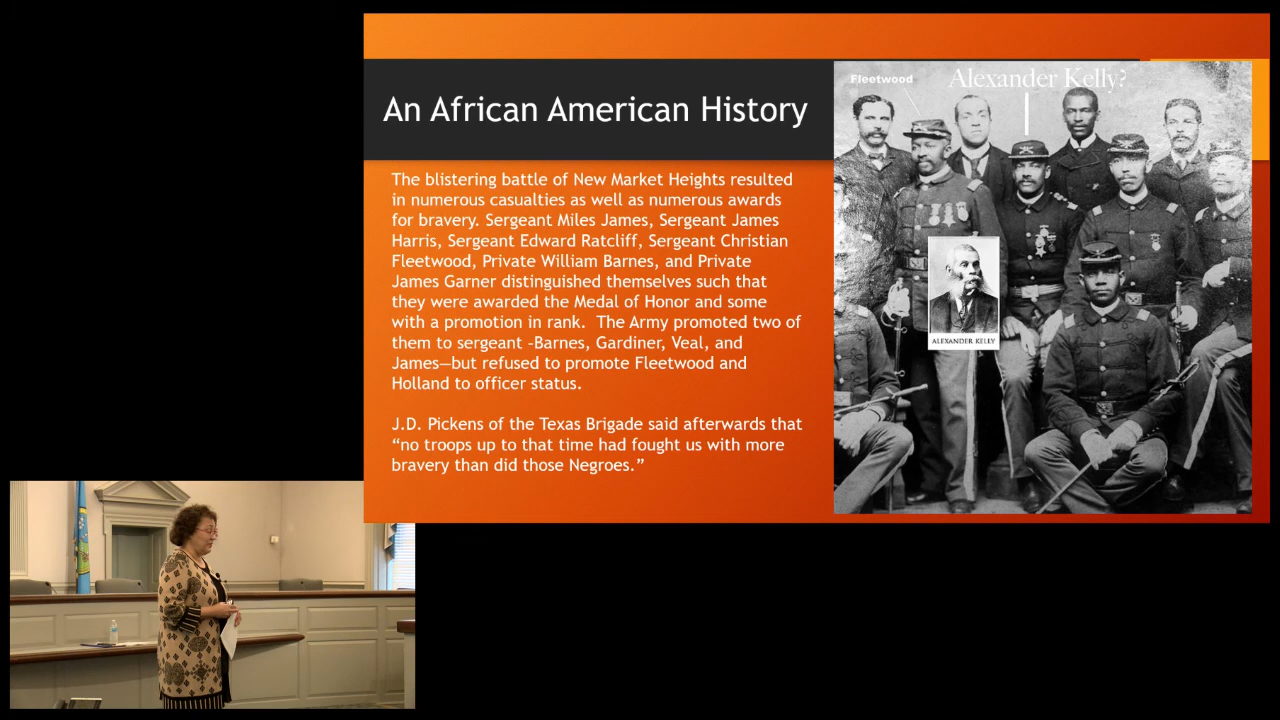 An African American History
The blistering battle of New Market Heights resulted
in numerous casualties as well as numerous awards
for bravery. Sergeant Miles James, Sergeant James
Harris, Sergeant Edward Ratcliff, Sergeant Christian
Fleetwood, Private William Barnes, and Private
James Garner distinguished themselves such that
they were awarded the Medal of Honor and some
with a promotion in rank.  The Army promoted two of
them to sergeant -Barnes, Gardiner, Veal, and
James—but refused to promote Fleetwood and
Holland to officer status.
J.D. Pickens of the Texas Brigade said afterwards that
“no troops up to that time had fought us with more
bravery than did those Negroes.”
Fleetwood
Alexander Kelly?
ALEXANDER KELLY